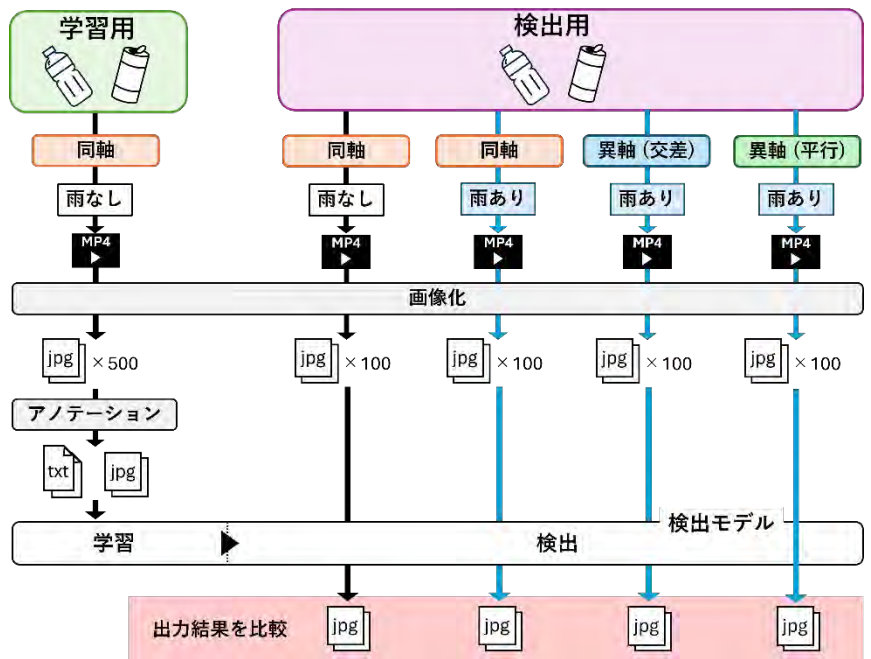 学習用
検出用
同軸
同軸
同軸
異軸 (交差)
異軸 (平行)
雨なし
雨なし
雨あり
雨あり
雨あり
MP4
MP4
MP4
MP4
MP4
画像化
jpg × 500
jpg × 100
jpg × 100
jpg × 100
jpg × 100
アノテーション
txt
jpg
検出モデル
学習
検出
出力結果を比較
jpg
jpg
jpg
jpg